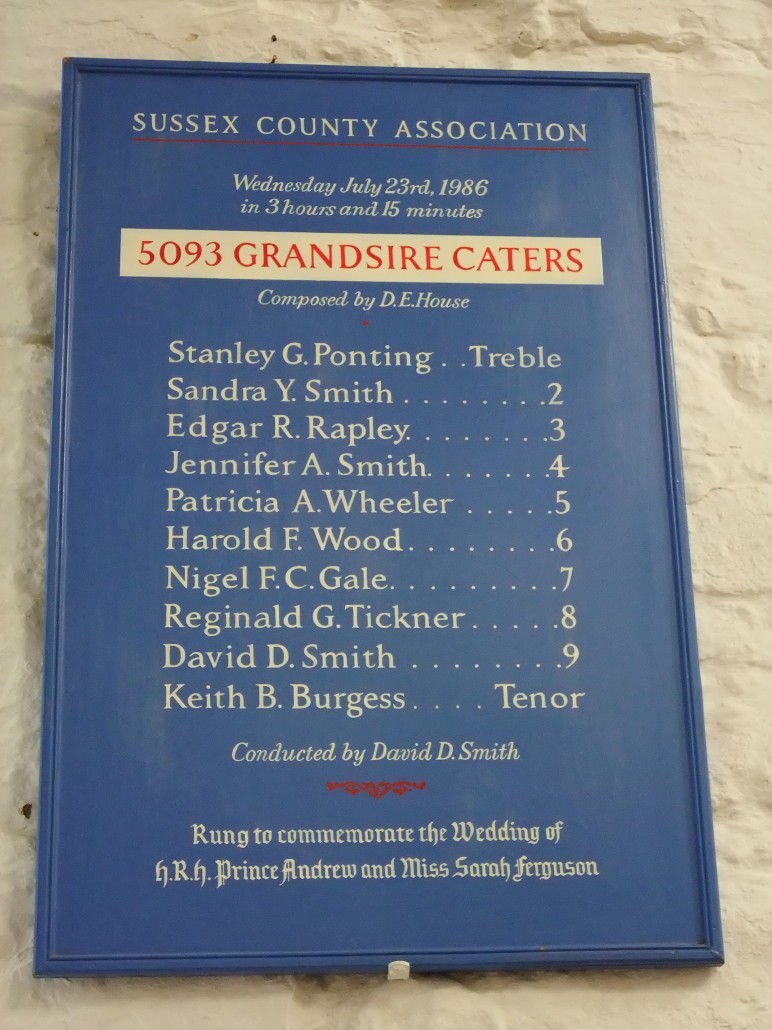 SUSSEX COUNTY ASSOCIATION
Wednesday July 23rd, 1986
in 3 hours and 15 minutes
5093 GRANDSIRE CATERS
Composed by D.E.House
Stanley G. Ponting . . Treble
Sandra Y. Smith . . . . . . . . 2
Edgar R. Rapley . . . . . . . . 3
Jennifer A. Smith . . . . . . . 4
Patricia A. Wheeler . . . . . 5
Harold F. Wood . . . . . . . . 6
Nigel F.C. Gale . . . . . . . . . 7
Reginald G. Tickner . . . . . 8
David D. Smith . . . . . . . . 9
Keith B. Burgess . . . . Tenor
Conducted by David D. Smith
Rung to commemorate the Wedding of
h.R.h. Prince Andrew and Miss Sarah Ferguson